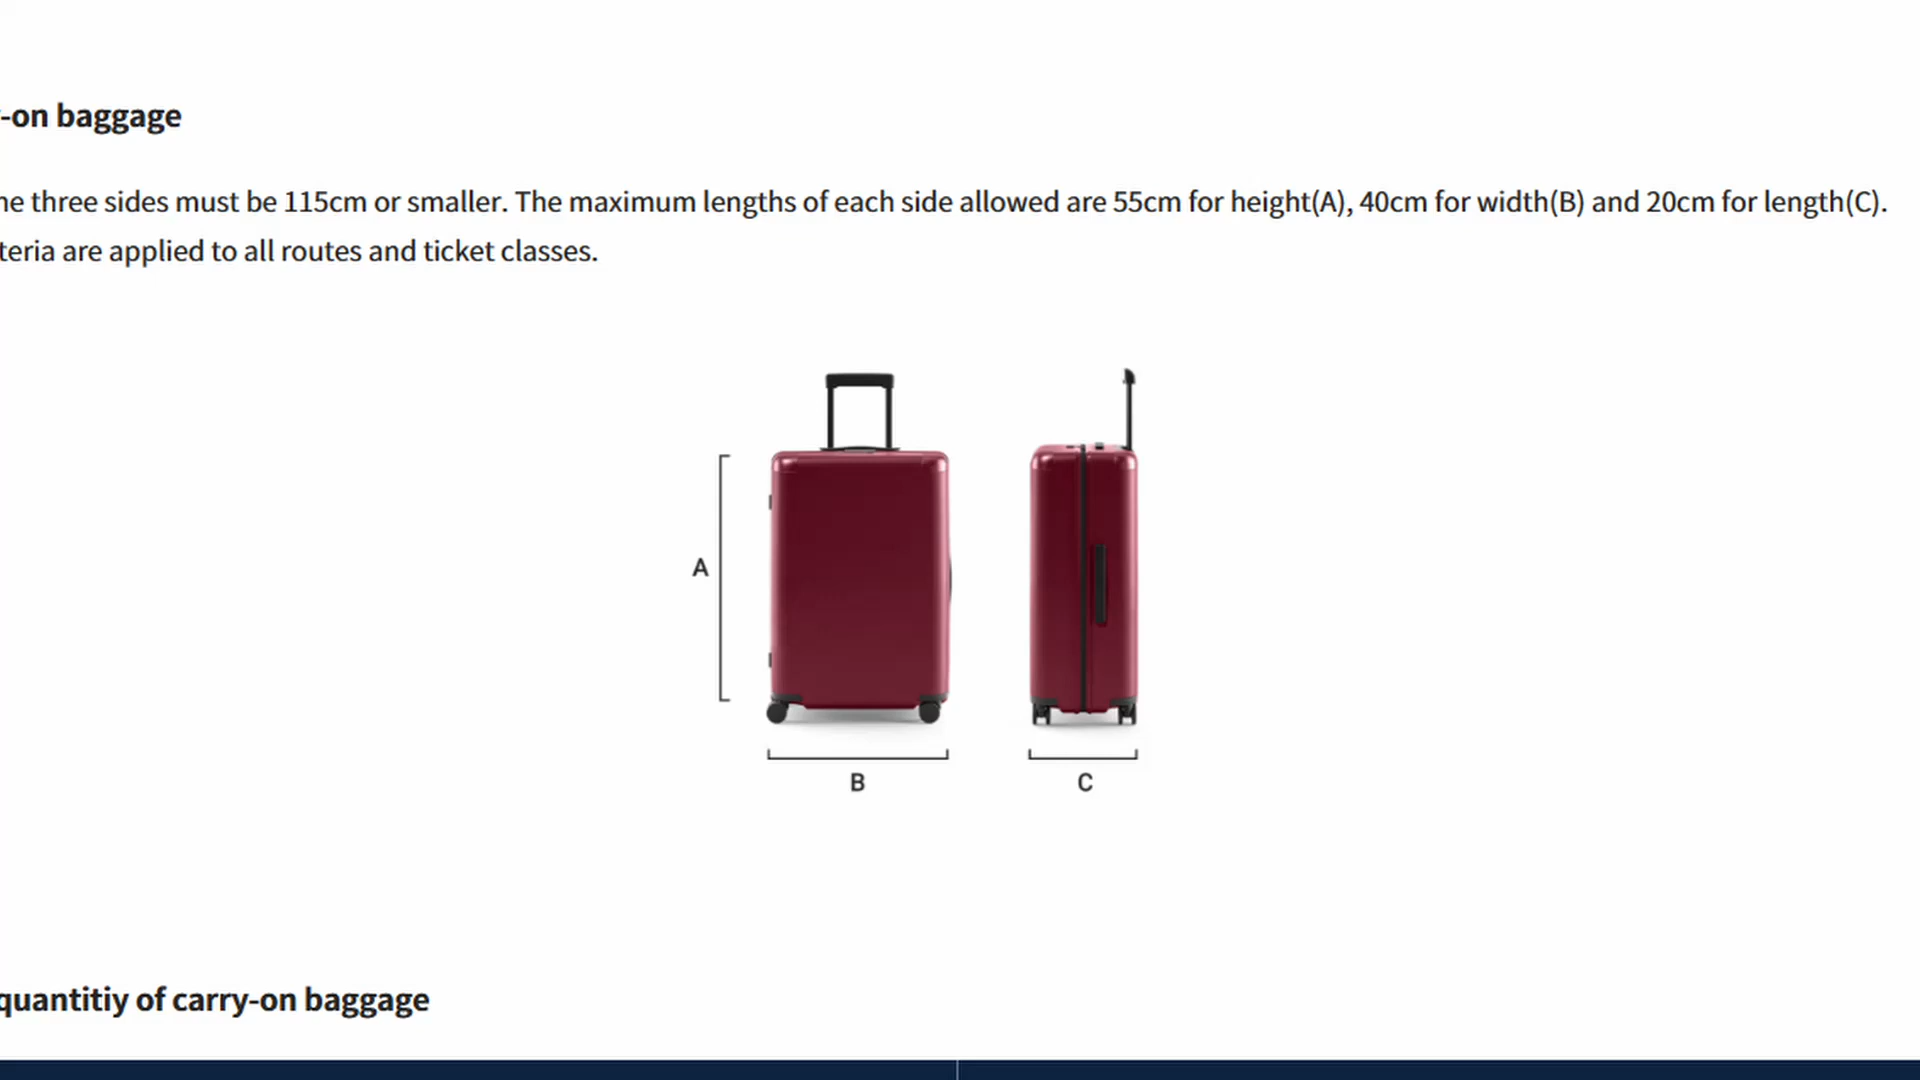 -on baggage
he three sides must be 115cm or smaller. The maximum lengths of each side allowed are 55cm for height(A), 40cm for width(B) and 20cm for length(C).
teria are applied to all routes and ticket classes.
A
B
C
quantitiy of carry-on baggage